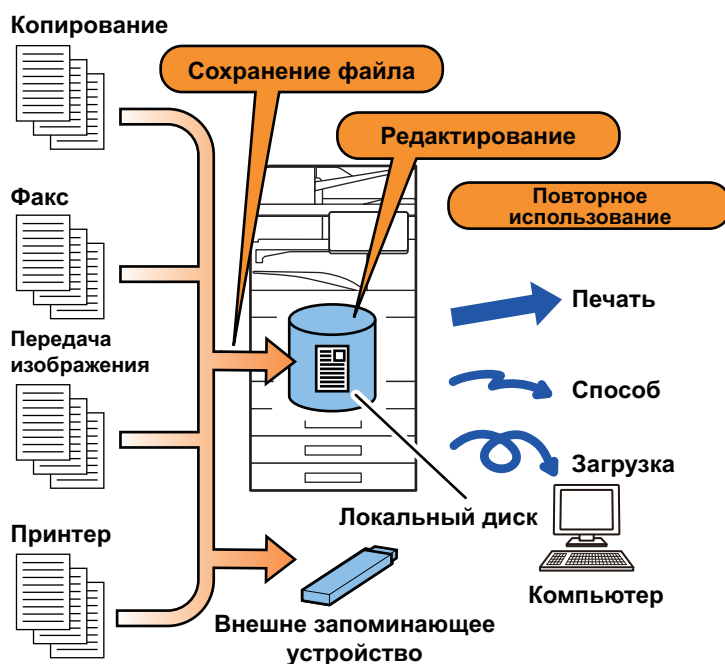 Копирование
Сохранение файла
Редактирование
Факс
Повторное
использование
Печать
Передача
изображения
Способ
Загрузка
Локальный диск
Принтер
Компьютер
Внешне запоминающее
устройство